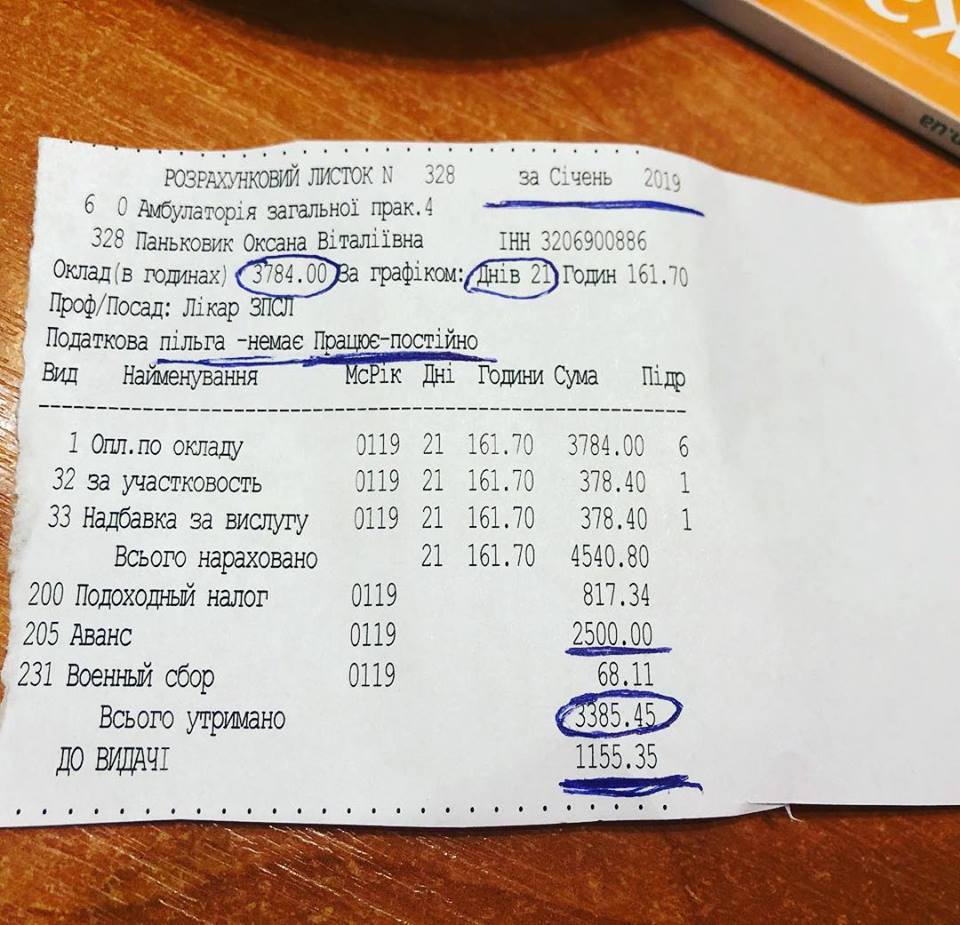 РОЗРАХУНКОВИЙ ЛИСТОК N 328 за Січень 2019
6 0 Амбулаторія загальної прак.4
328 Паньковик Оксана Віталіївна ІНН 3206900886
Оклад(в годинах) 3784.00 За графіком: Днів 21 Годин 161.70
Проф/Посад: Лікар ЗПСЛ
Податкова пільга -немає Працює-постійно
Вид Найменування МсРік Дні Години Сума Підр
1 Опл.по окладу 0119 21 161.70 3784.00 6
32 за участковость 0119 21 161.70 378.40 1
33 Надбавка за вислугу 0119 21 161.70 378.40 1
Всього нараховано 21 161.70 4540.80
200 Подоходный налог 0119 817.34
205 Аванс 0119 2500.00
231 Военный сбор 0119 68.11
Всього утримано 3385.45
ДО ВИДАЧІ 1155.35